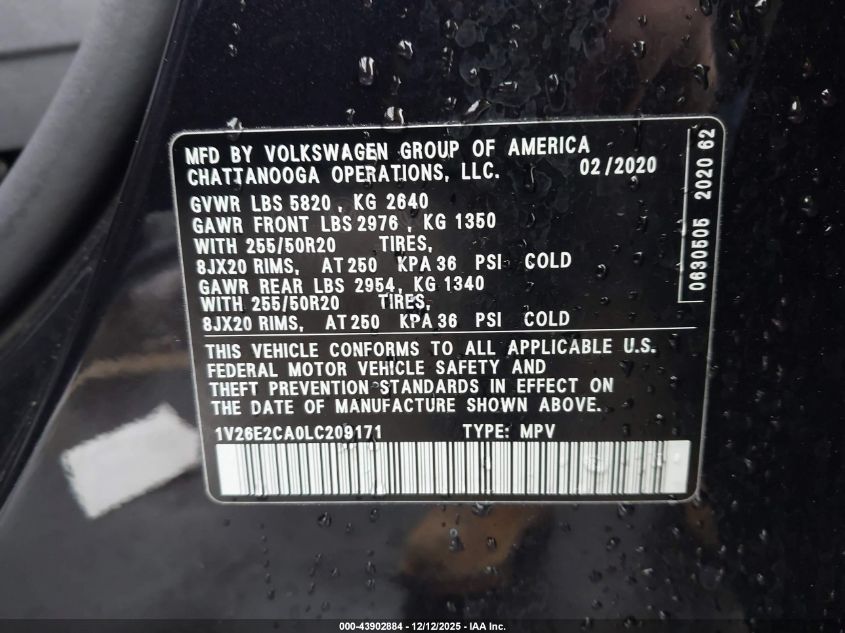 MFD BY VOLKSWAGEN GROUP OF AMERICA
CHATTANOOGA OPERATIONS, LLC. 02/2020
GVWR LBS 5820 , KG 2640
GAWR FRONT LBS 2976 , KG 1350
WITH 255/50R20 TIRES,
8JX20 RIMS, AT 250 KPA 36 PSI COLD
GAWR REAR LBS 2954, KG 1340
WITH 255/50R20 TIRES,
8JX20 RIMS, AT 250 KPA 36 PSI COLD
THIS VEHICLE CONFORMS TO ALL APPLICABLE U.S.
FEDERAL MOTOR VEHICLE SAFETY AND
THEFT PREVENTION STANDARDS IN EFFECT ON
THE DATE OF MANUFACTURE SHOWN ABOVE.
1V26E2CA0LC209171 TYPE: MPV
0630505 2020 62
000-43902884 - 12/12/2025 - IAA Inc.